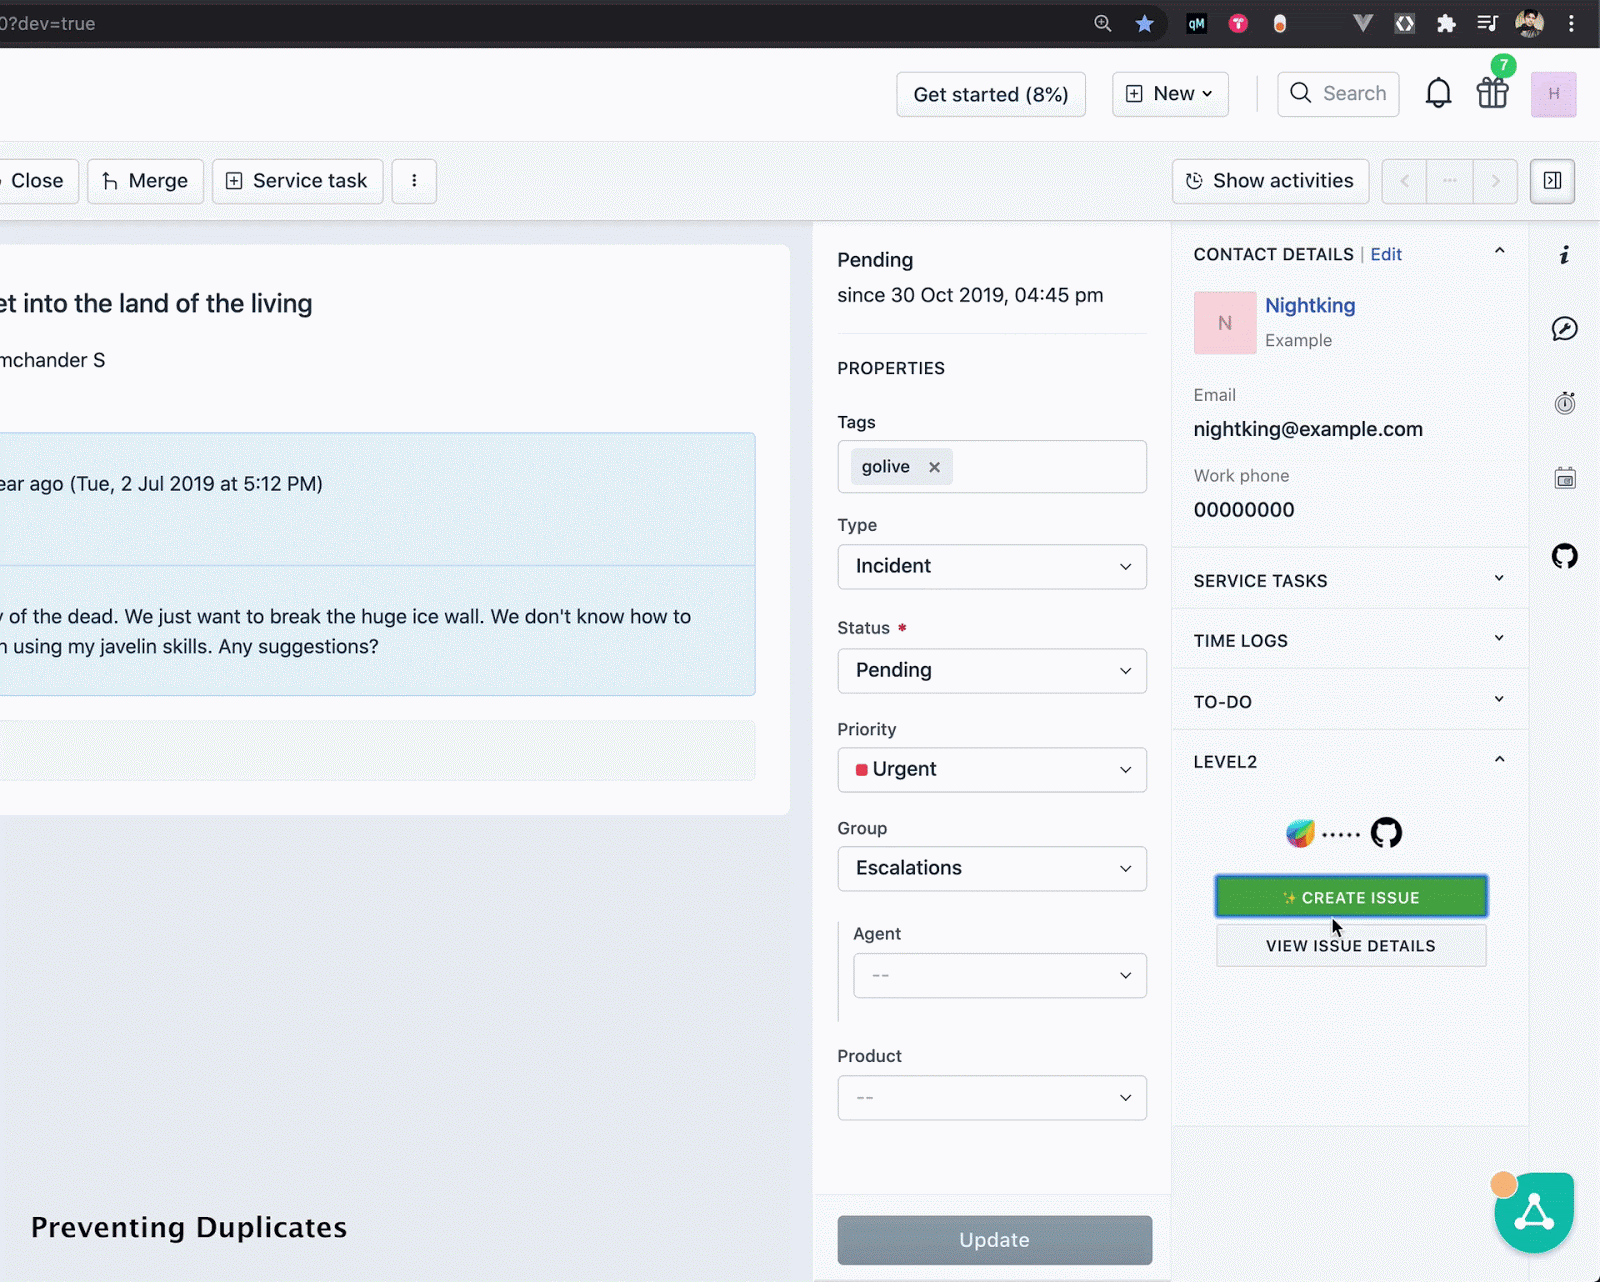 0?dev=true
qM
Get started (8%)
New
Search
7
H
Close
Merge
Service task
Show activities
et into the land of the living
mchander S
ear ago (Tue, 2 Jul 2019 at 5:12 PM)
y of the dead. We just want to break the huge ice wall. We don't know how to
n using my javelin skills. Any suggestions?
Pending
since 30 Oct 2019, 04:45 pm
PROPERTIES
Tags
golive
Type
Incident
Status *
Pending
Priority
Urgent
Group
Escalations
Agent
--
Product
--
Update
CONTACT DETAILS | Edit
N
Nightking
Example
Email
nightking@example.com
Work phone
00000000
SERVICE TASKS
TIME LOGS
TO-DO
LEVEL2
CREATE ISSUE
VIEW ISSUE DETAILS
Preventing Duplicates